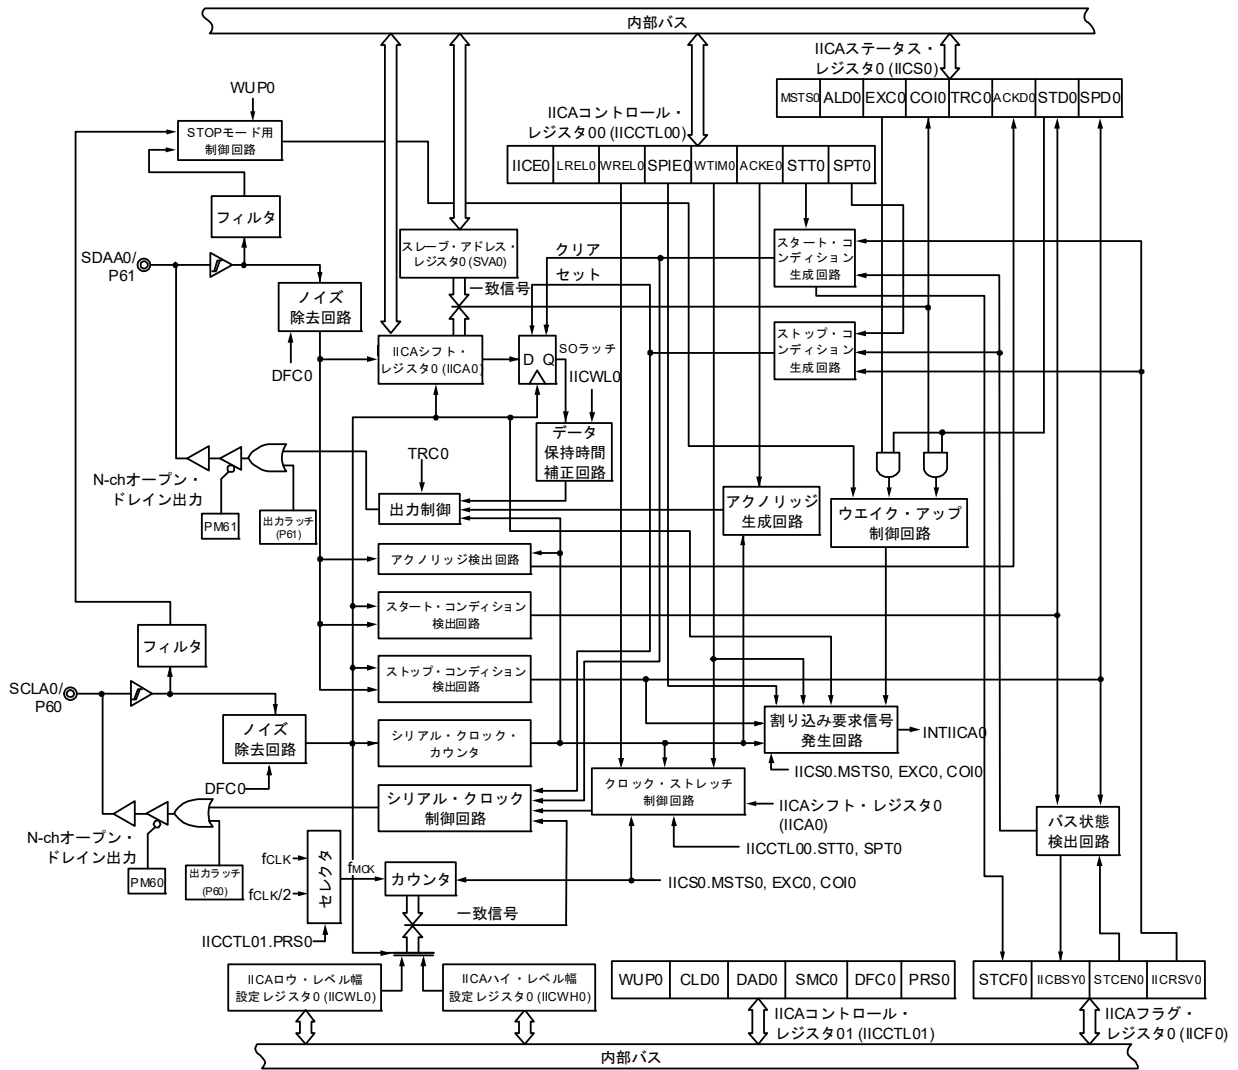 内部バス
IICAステータス・
レジスタ0 (IICS0)
MSTS0 ALD0 EXC0 COI0 TRC0 ACKD0 STD0 SPD0
WUP0
STOPモード用
制御回路
IICAコントロール・
レジスタ00 (IICCTL00)
IICE0 LREL0 WREL0 SPIE0 WTIM0 ACKE0 STT0 SPT0
フィルタ
SDAA0/
P61
スレーブ・アドレス・
レジスタ0 (SVA0)
クリア
セット
スタート・コ
ンディション
生成回路
一致信号
ノイズ
除去回路
DFC0
IICAシフト・
レジスタ0 (IICA0)
D Q
SOラッチ
IICWL0
ストップ・コ
ンディション
生成回路
データ
保持時間
補正回路
TRC0
N-chオープン・
ドレイン出力
PM61
出力ラッチ
(P61)
出力制御
アクノリッジ
生成回路
ウエイク・アップ
制御回路
アクノリッジ検出回路
スタート・コンディション
検出回路
フィルタ
ストップ・コンディション
検出回路
SCLA0/
P60
ノイズ
除去回路
DFC0
シリアル・クロック・
カウンタ
割り込み要求信号
発生回路
INTIICA0
IICS0.MSTS0, EXC0, COI0
シリアル・クロック
制御回路
クロック・ストレッチ
制御回路
IICAシフト・レジスタ0
(IICA0)
バス状態
検出回路
N-chオープン・
ドレイン出力
PM60
出力ラッチ
(P60)
IICCTL00.STT0, SPT0
fCLK
fCLK/2
セレクタ
fMCK
カウンタ
IICS0.MSTS0, EXC0, COI0
一致信号
IICCTL01.PRS0
IICAロウ・レベル幅
設定レジスタ0 (IICWL0)
IICAハイ・レベル幅
設定レジスタ0 (IICWH0)
WUP0 CLD0 DAD0 SMC0 DFC0 PRS0
STCF0 IICBSY0 STCEN0 IICRSV0
IICAコントロール・
レジスタ01 (IICCTL01)
IICAフラグ・
レジスタ0 (IICF0)
内部バス